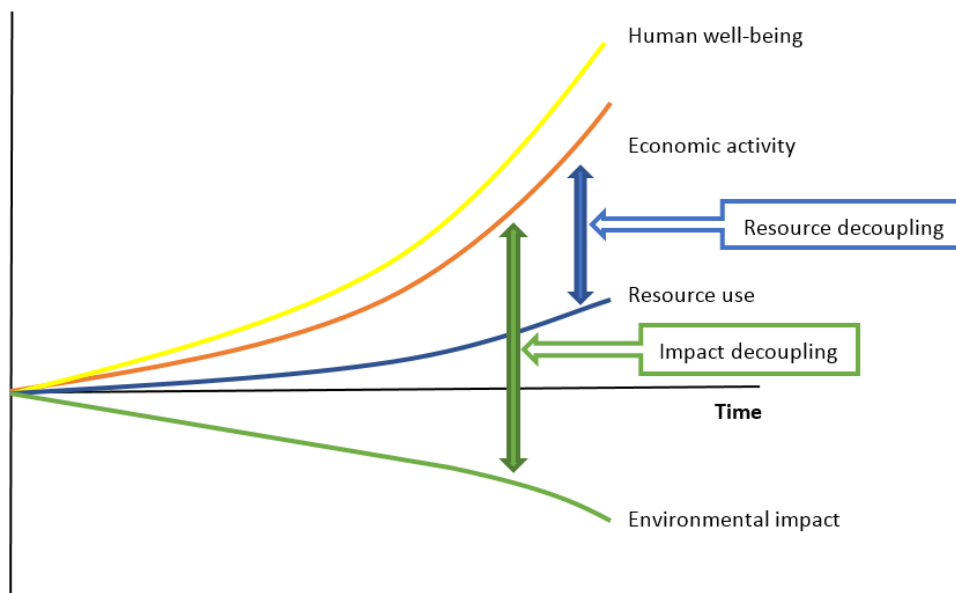 Human well-being
Economic activity
Resource decoupling
Resource use
Impact decoupling
Time
Environmental impact